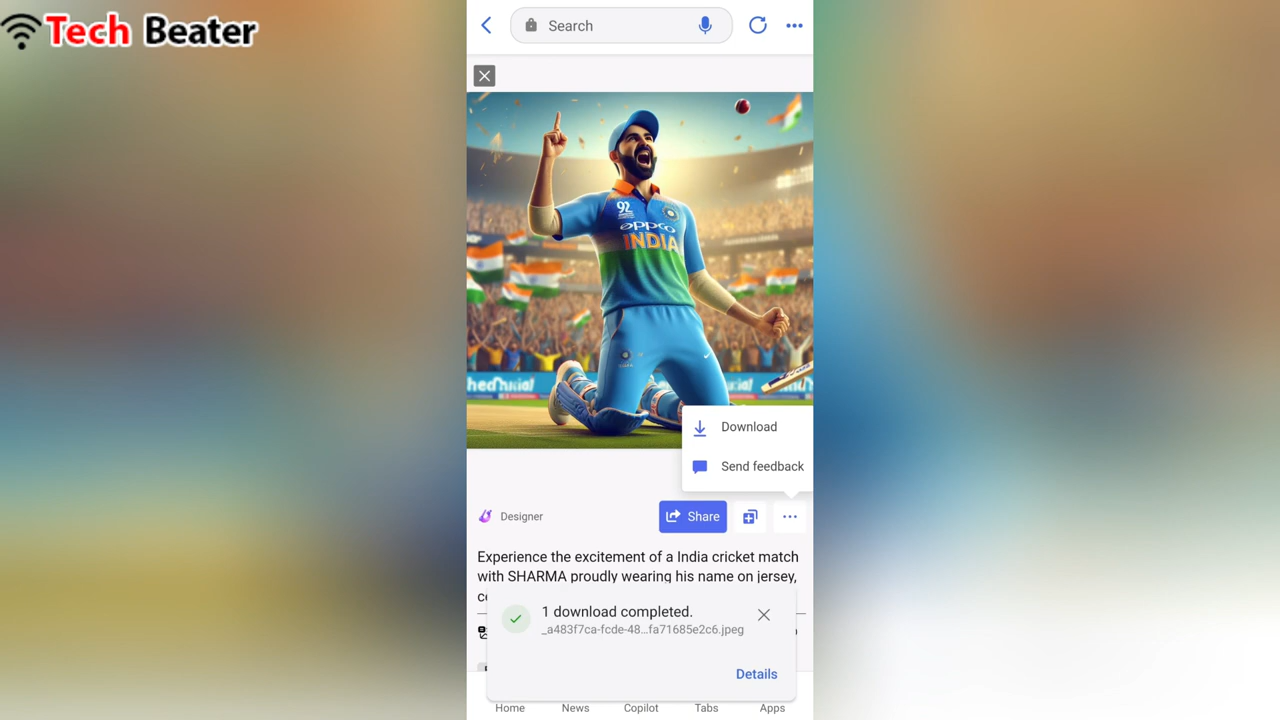 Tech Beater
Search
92
oppco
INDIA
Download
Send feedback
Designer
Share
Experience the excitement of a India cricket match
with SHARMA proudly wearing his name on jersey,
1 download completed.
_a483f7ca-fcde-48...fa71685e2c6.jpeg
Details
Home
News
Copilot
Tabs
Apps